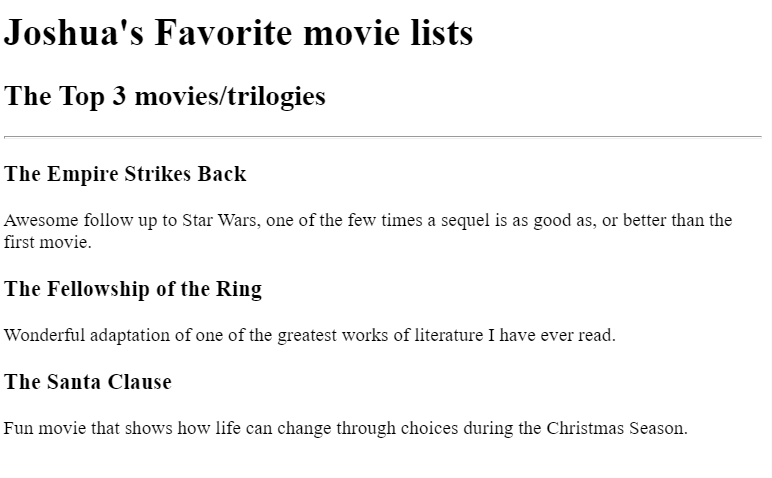 Joshua's Favorite movie lists
The Top 3 movies/trilogies
The Empire Strikes Back
Awesome follow up to Star Wars, one of the few times a sequel is as good as, or better than the
first movie.
The Fellowship of the Ring
Wonderful adaptation of one of the greatest works of literature I have ever read.
The Santa Clause
Fun movie that shows how life can change through choices during the Christmas Season.